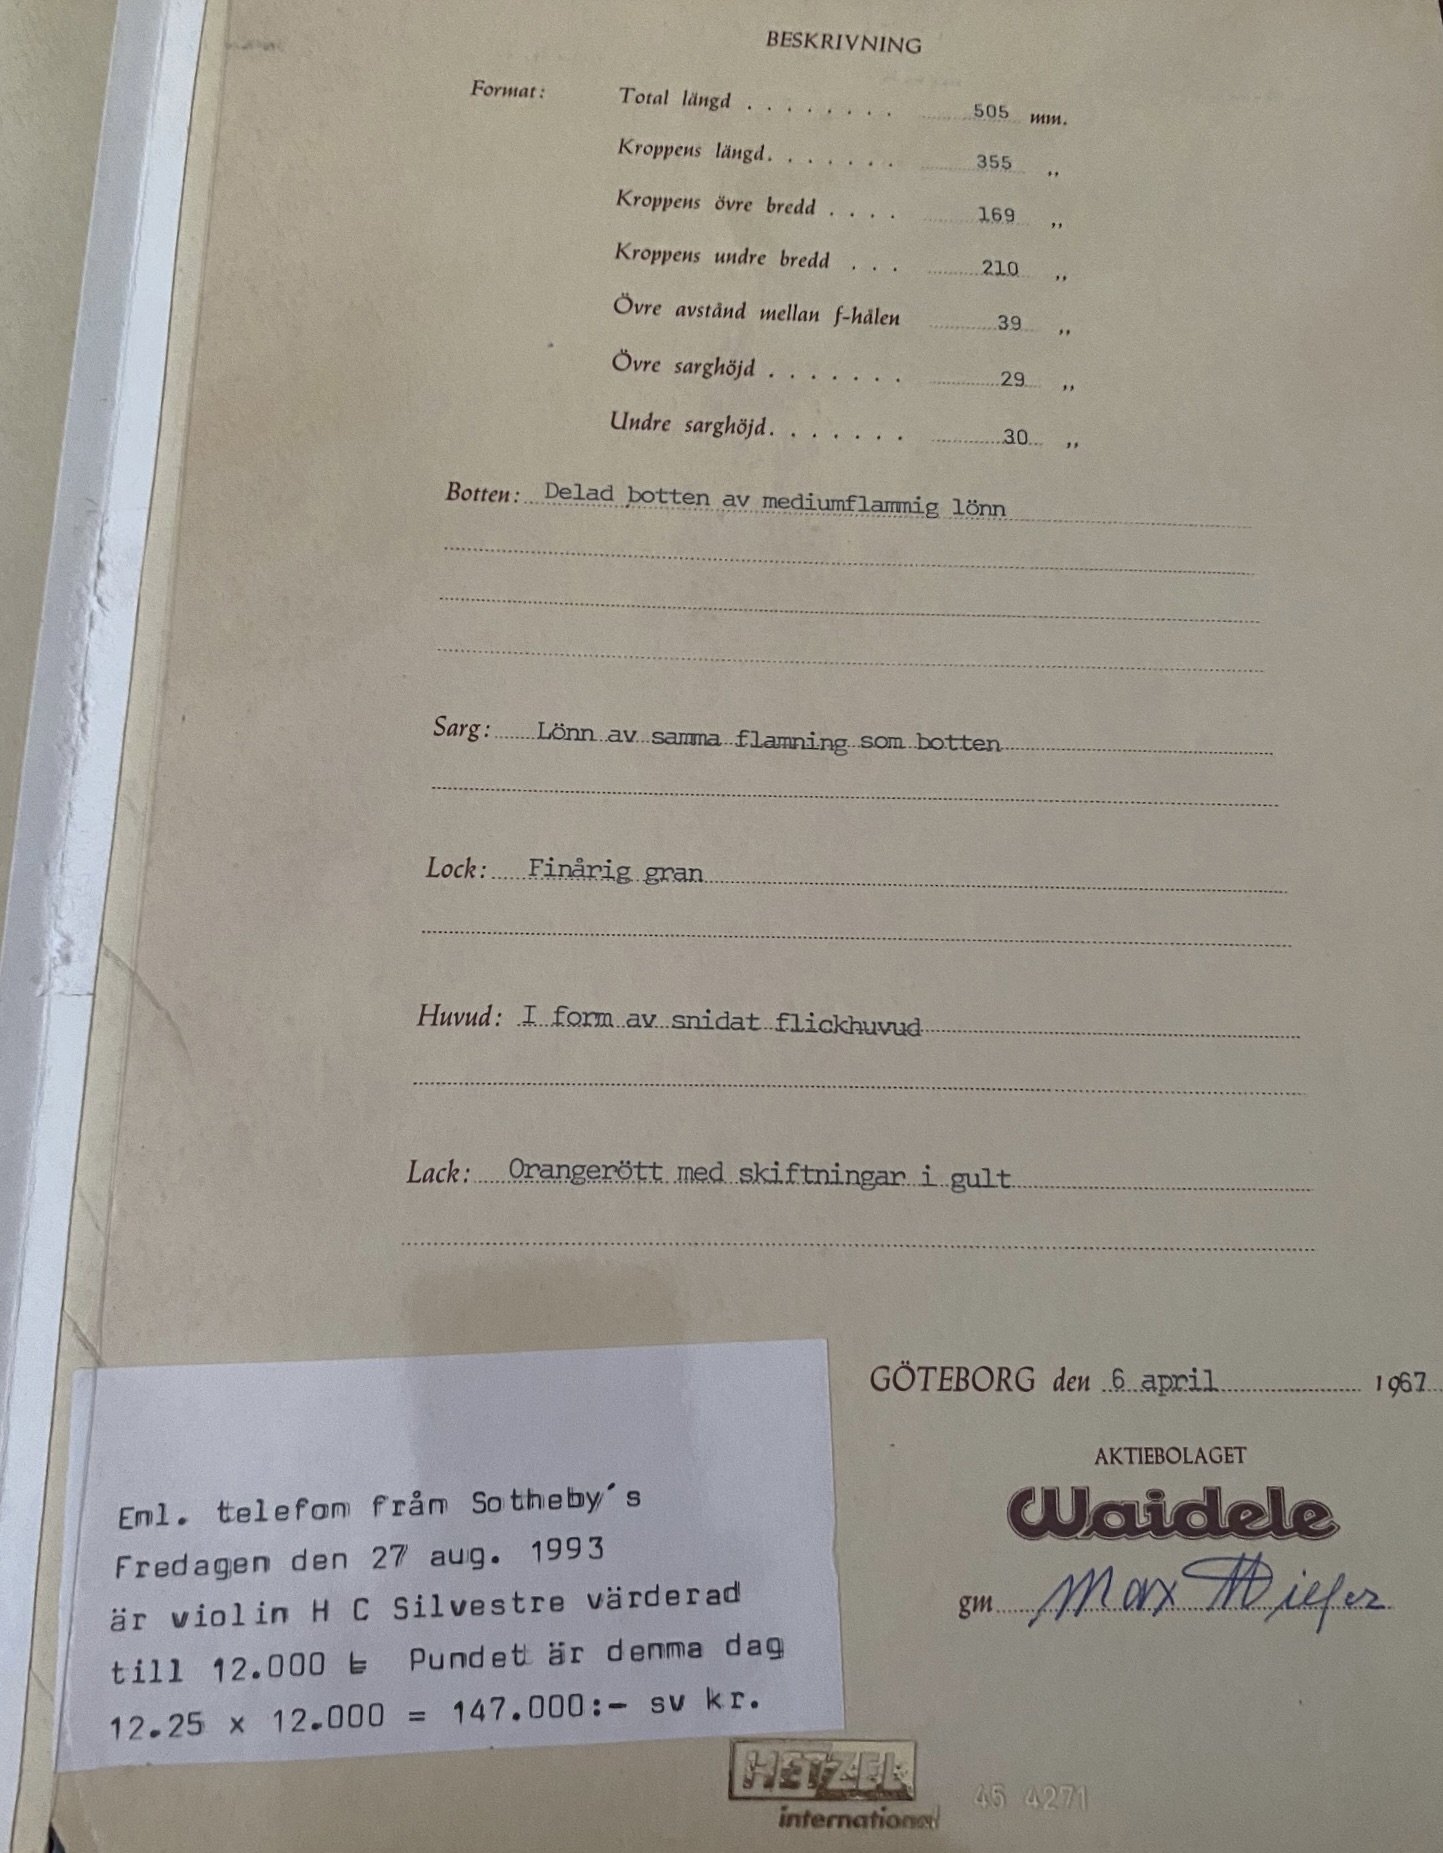 BESKRIVNING
Format: Total längd . . . . . . . . 505 mm.
Kroppens längd. . . . . . . 355 „
Kroppens övre bredd . . . . 169 „
Kroppens undre bredd . . . 210 „
Övre avstånd mellan f-hålen 39 „
Övre sarghöjd . . . . . . . 29 „
Undre sarghöjd. . . . . . . 30 „
Botten: Delad botten av mediumflammig lönn
Sarg: Lönn av samma flamning som botten
Lock: Finårig gran
Huvud: I form av snidat flickhuvud
Lack: Orangerött med skiftningar i gult
GÖTEBORG den 6 april 1967
AKTIEBOLAGET
Waidele
gm Max
Enl. telefon från Sotheby´s
Fredagen den 27 aug. 1993
är violin H C Silvestre värderad
till 12.000 £ Pundet är denma dag
12.25 x 12.000 = 147.000:- sv kr.
HETZEL
international
45 4271